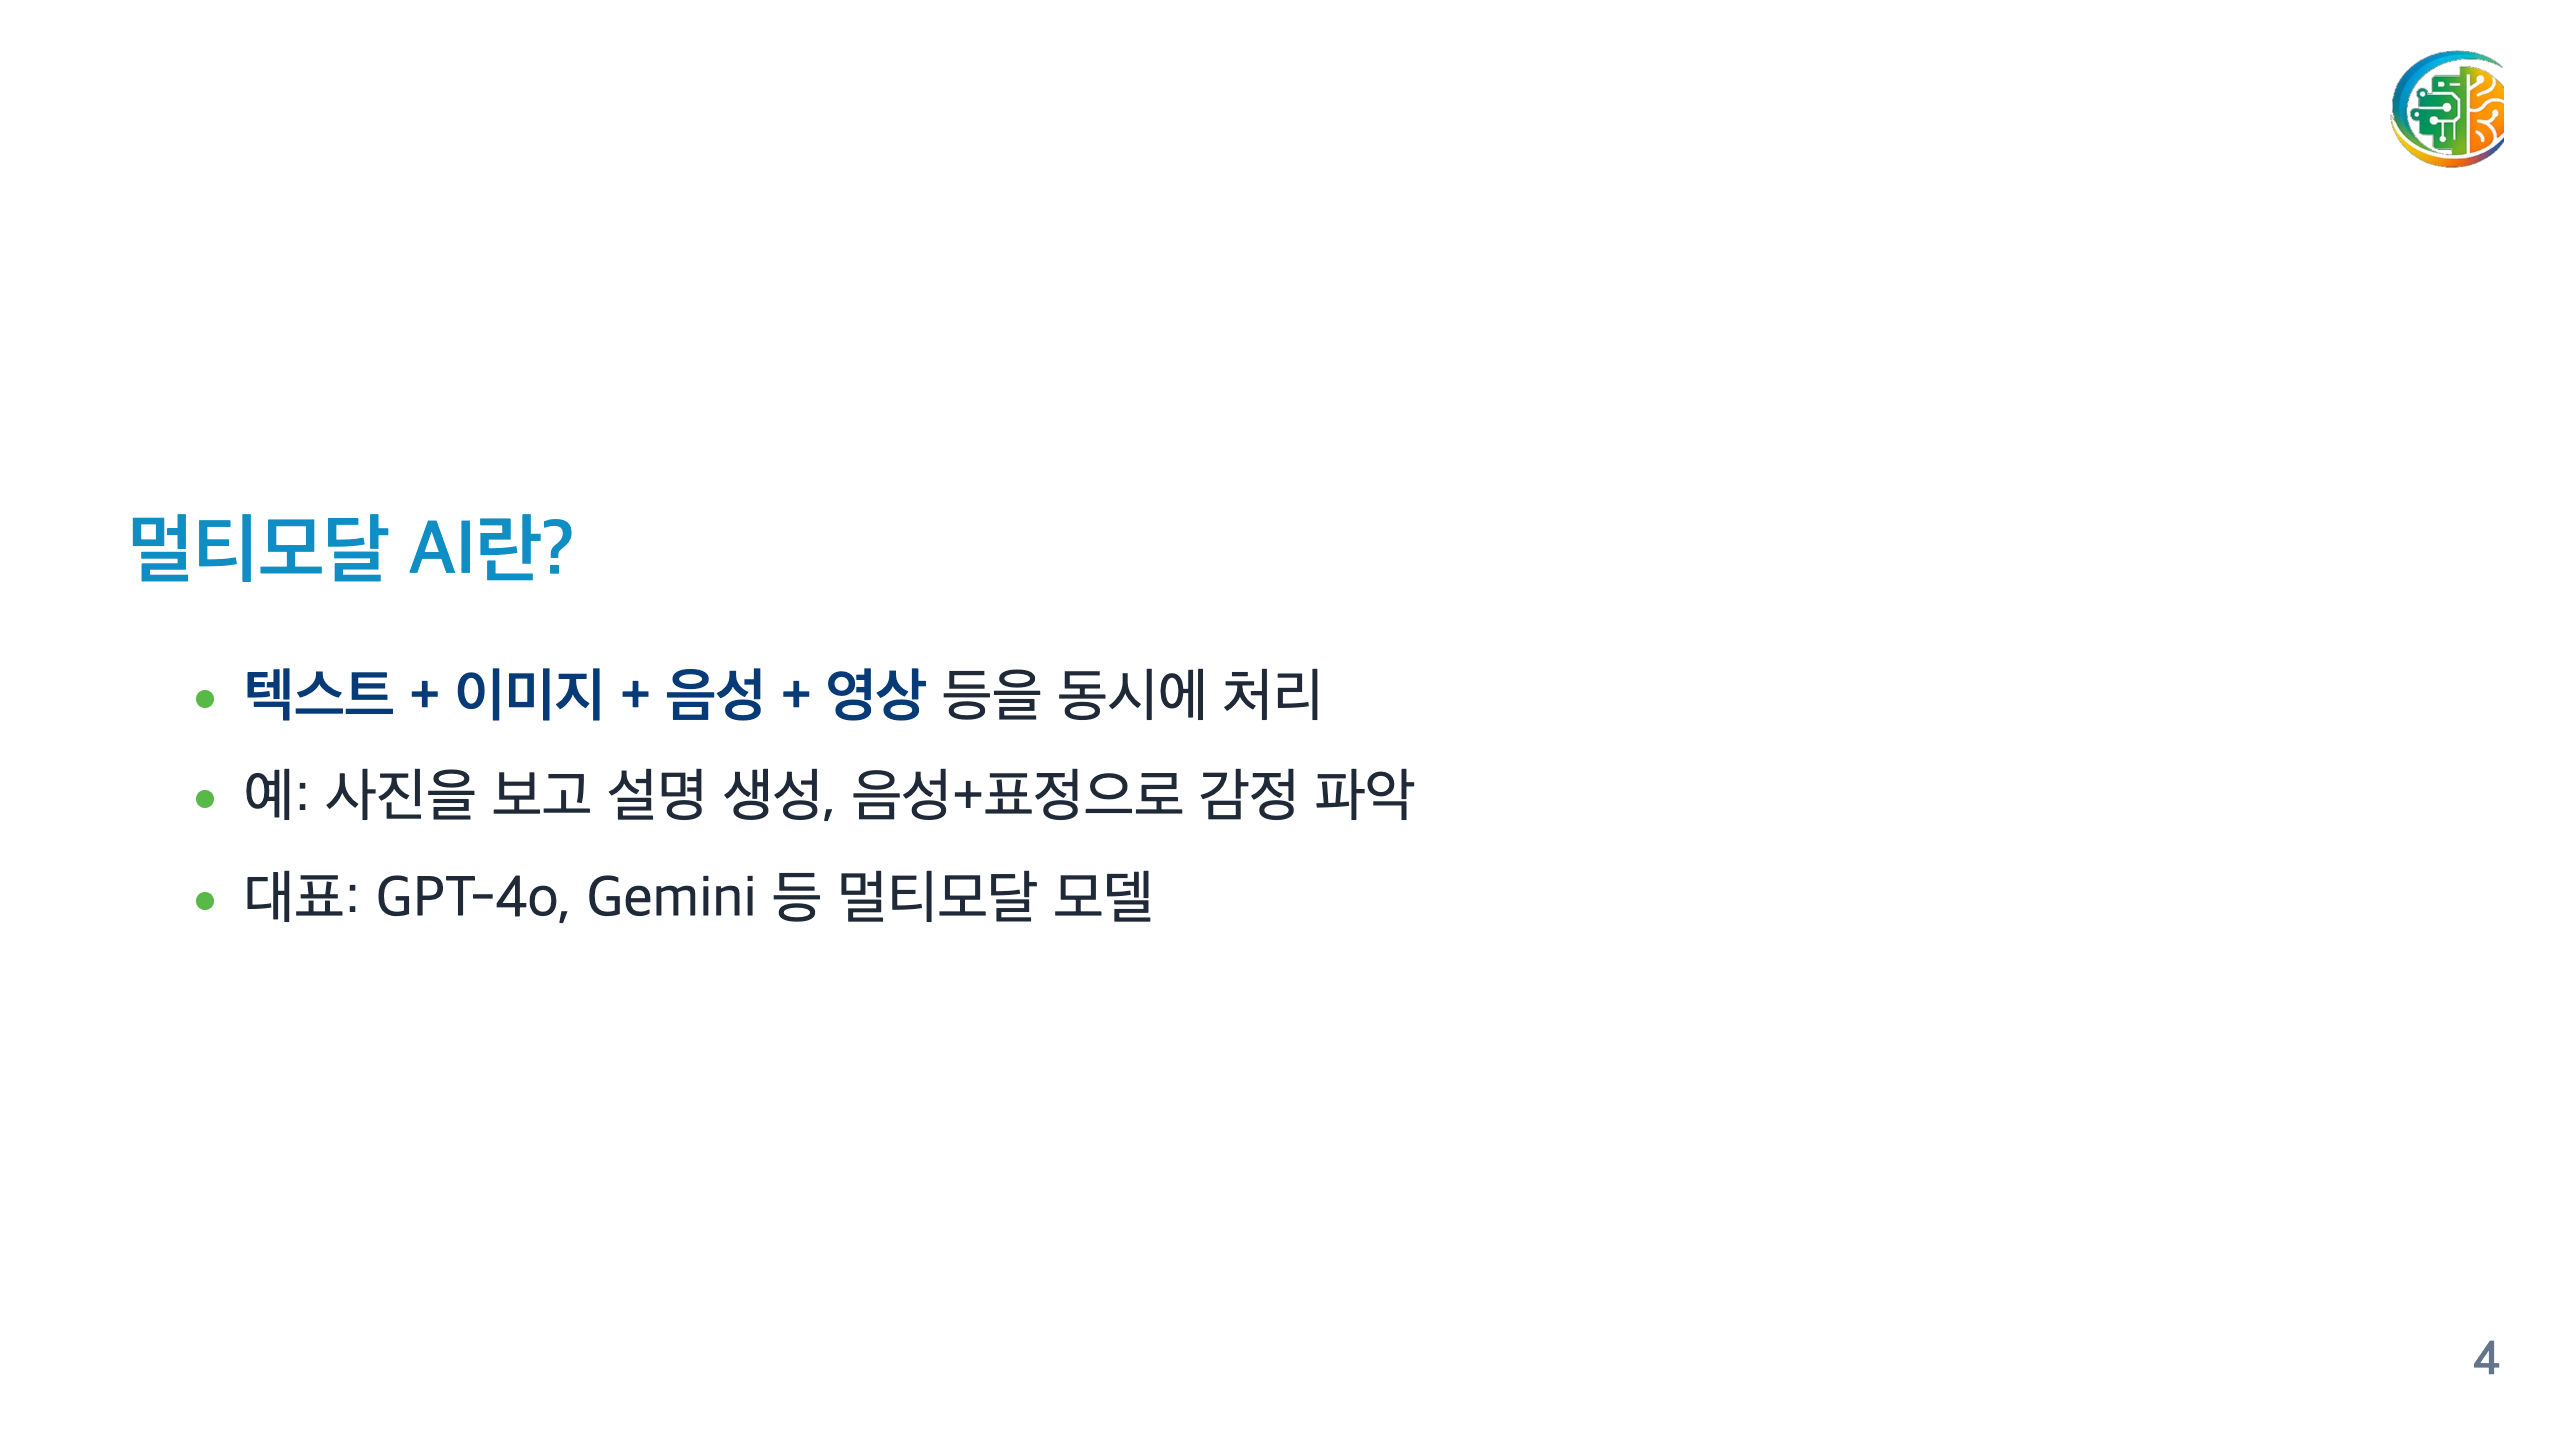 멀티모달 AI란?
텍스트 + 이미지 + 음성 + 영상 등을 동시에 처리
예: 사진을 보고 설명 생성, 음성+표정으로 감정 파악
대표: GPT-4o, Gemini 등 멀티모달 모델
4